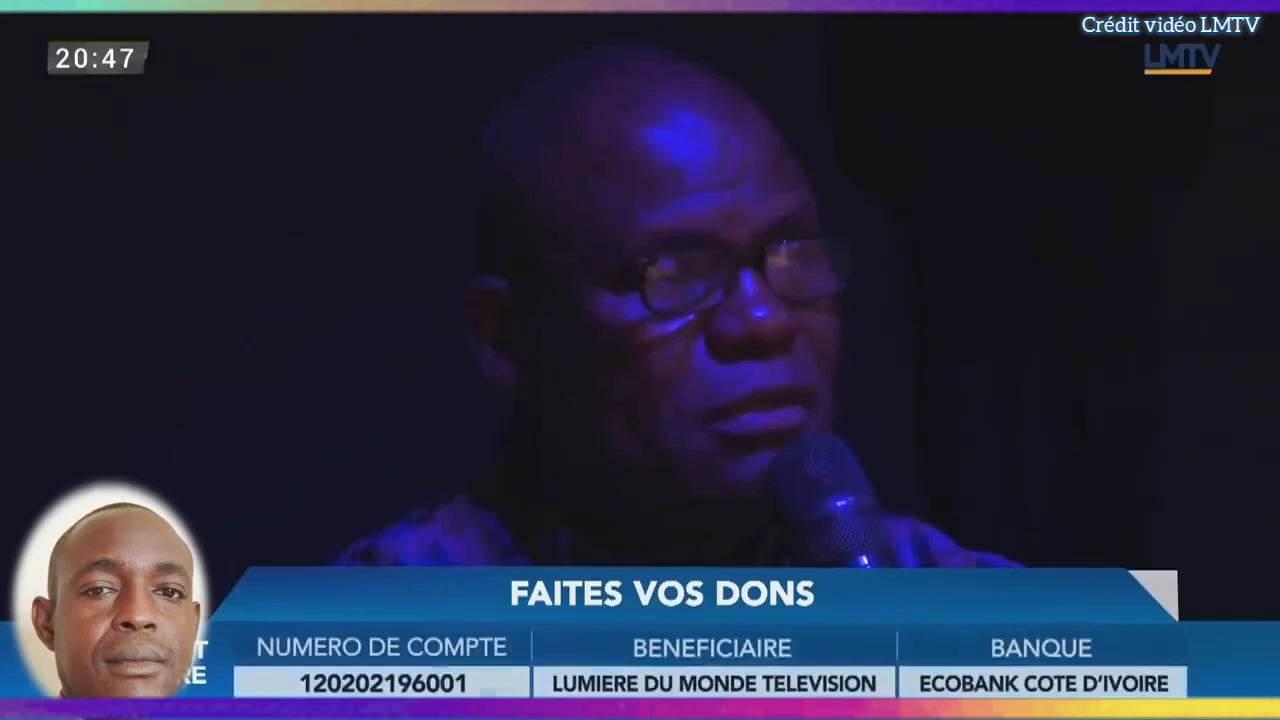 Crédit vidéo LMTV
20:47
LMTV
FAITES VOS DONS
NUMERO DE COMPTE
BENEFICIAIRE
BANQUE
120202196001
LUMIERE DU MONDE TELEVISION
ECOBANK COTE D'IVOIRE